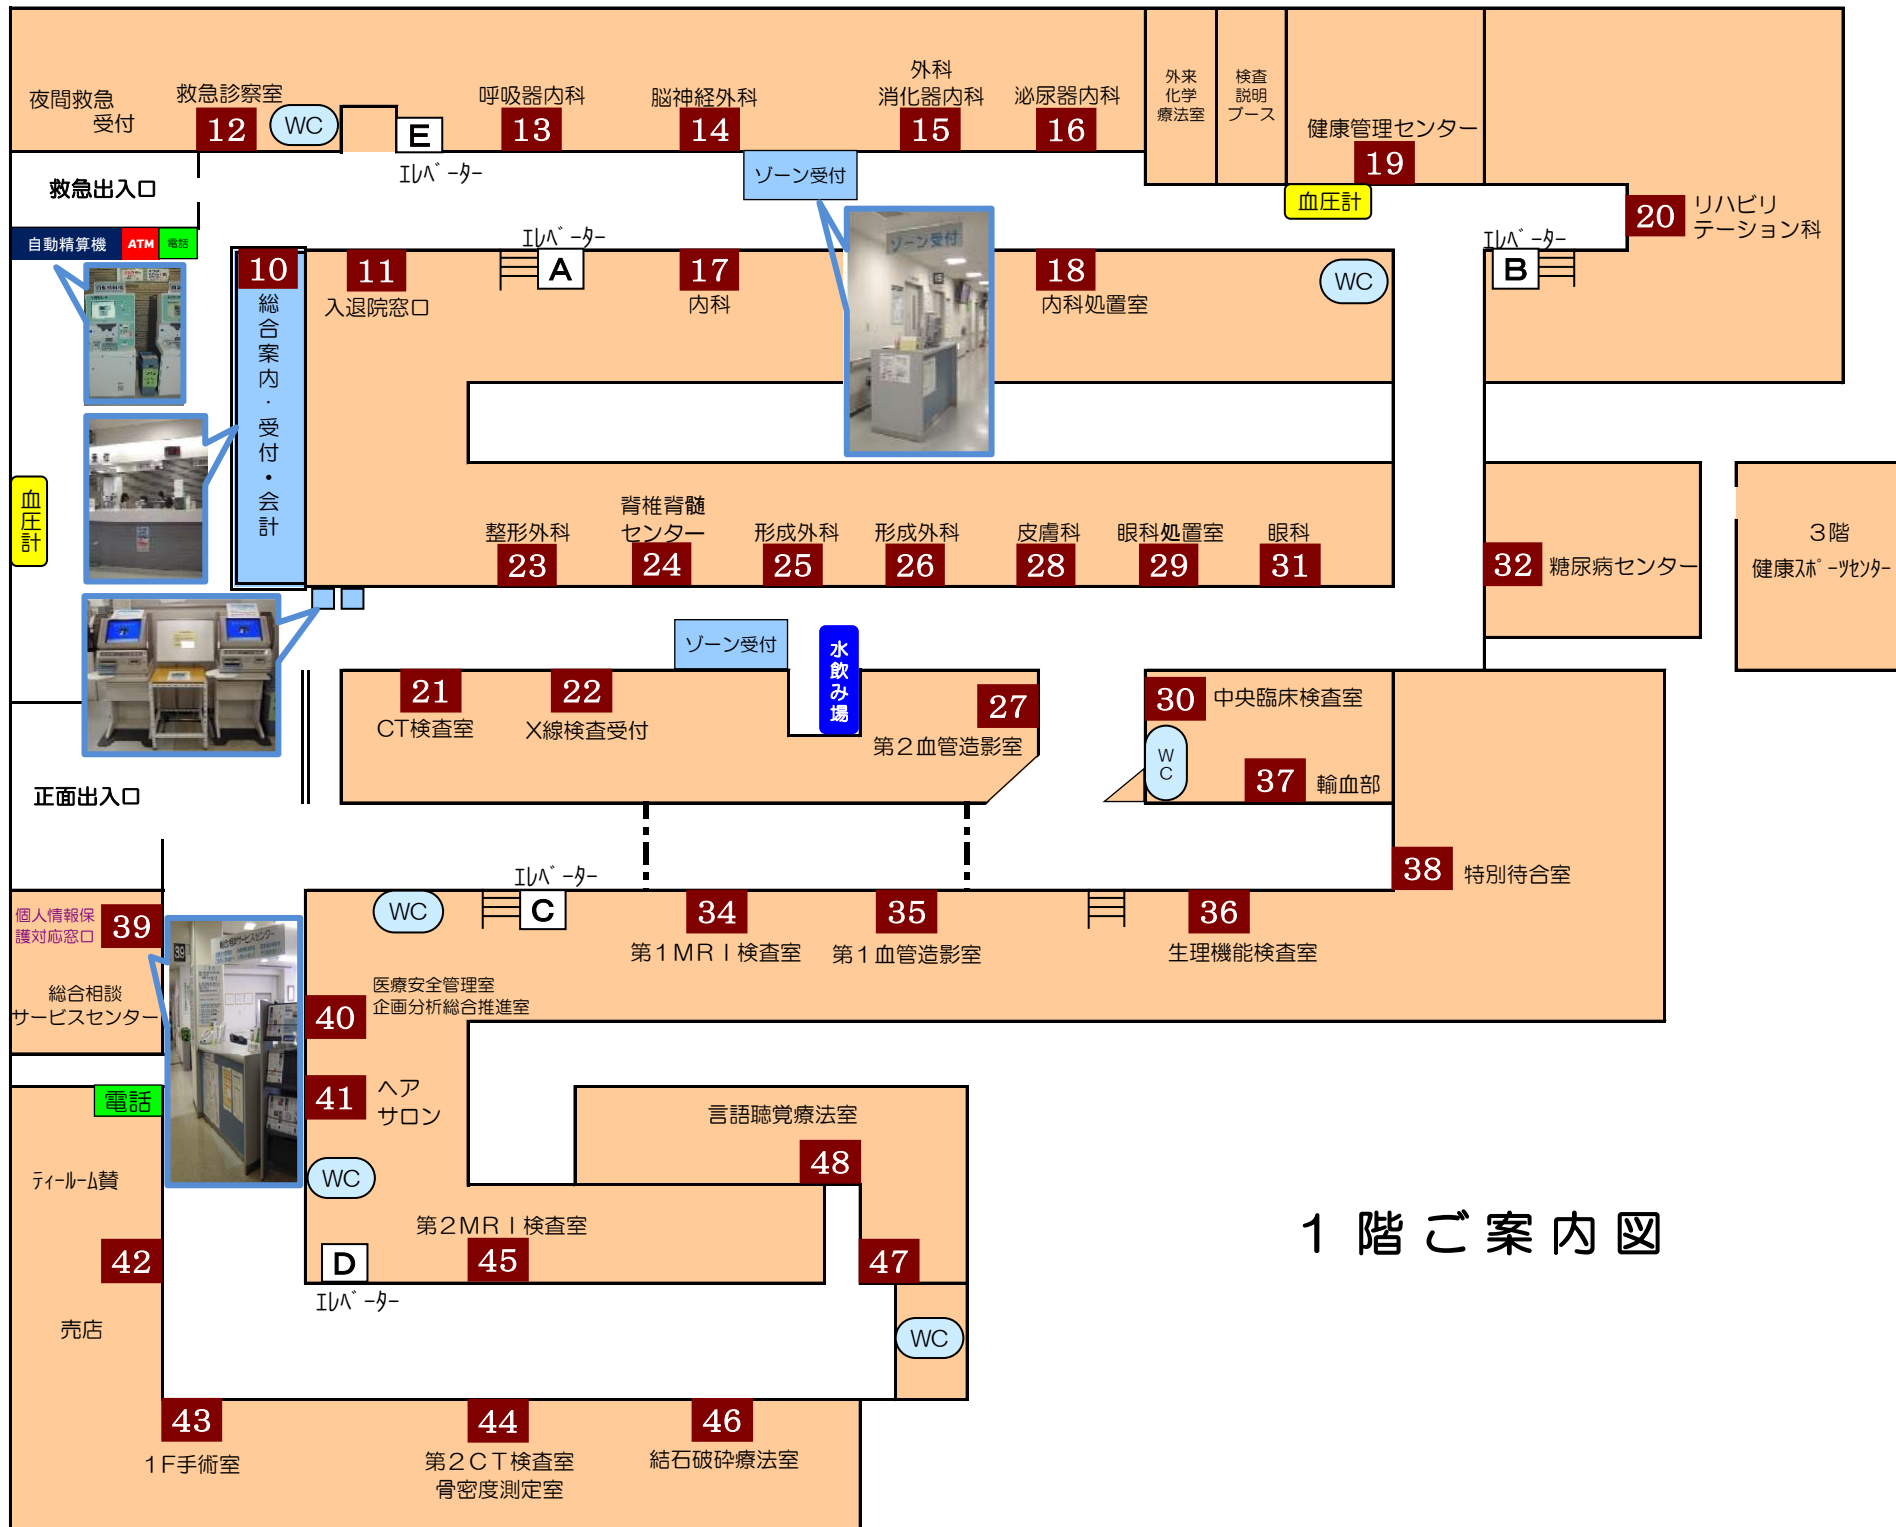 夜間救急
受付
救急診察室
12
WC
E
エレベーター
呼吸器内科
13
脳神経外科
14
外科
消化器内科
15
泌尿器内科
16
外来
化学
療法室
検査
説明
ブース
健康管理センター
19
血圧計
20
リハビリ
テーション科
救急出入口
ゾーン受付
自動精算機
ATM
電話
10
総合案内・受付・会計
11
入退院窓口
エレベーター
A
17
内科
ゾーン受付
18
内科処置室
WC
エレベーター
B
血圧計
整形外科
23
脊椎脊髄
センター
24
形成外科
25
形成外科
26
皮膚科
28
眼科処置室
29
眼科
31
32
糖尿病センター
3階
健康スポーツセンター
ゾーン受付
水飲み場
21
CT検査室
22
X線検査受付
27
第2血管造影室
30
中央臨床検査室
WC
37
輸血部
正面出入口
38
特別待合室
エレベーター
WC
C
34
第1MRI検査室
35
第1血管造影室
36
生理機能検査室
個人情報保
護対応窓口
39
総合相談
サービスセンター
39
40
医療安全管理室
企画分析総合推進室
41
ヘア
サロン
電話
ティールーム賛
WC
言語聴覚療法室
48
第2MRI検査室
45
D
エレベーター
47
42
売店
WC
1階ご案内図
43
1F手術室
44
第2CT検査室
骨密度測定室
46
結石破砕療法室